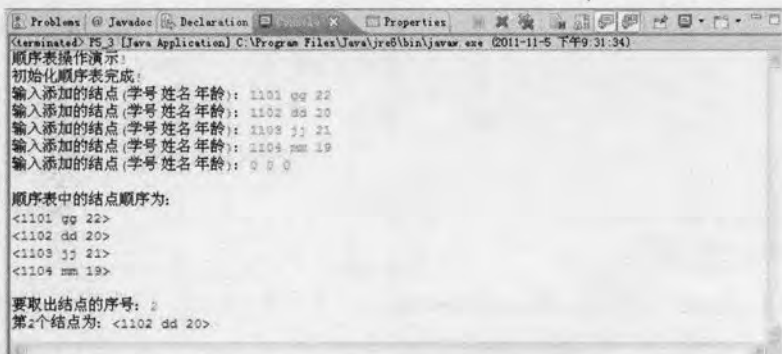 Problems @ Javadoc Declaration Console Properties
<terminated> P5_3 [Java Application] C:\Program Files\Java\jre6\bin\javaw.exe (2011-11-5 下午9:31:34)
顺序表操作演示!
初始化顺序表完成!
输入添加的结点(学号 姓名 年龄): 1101 gg 22
输入添加的结点(学号 姓名 年龄): 1102 dd 20
输入添加的结点(学号 姓名 年龄): 1103 jj 21
输入添加的结点(学号 姓名 年龄): 1104 mm 19
输入添加的结点(学号 姓名 年龄): 0 0 0
顺序表中的结点顺序为:
<1101 gg 22>
<1102 dd 20>
<1103 jj 21>
<1104 mm 19>
要取出结点的序号: 2
第2个结点为: <1102 dd 20>